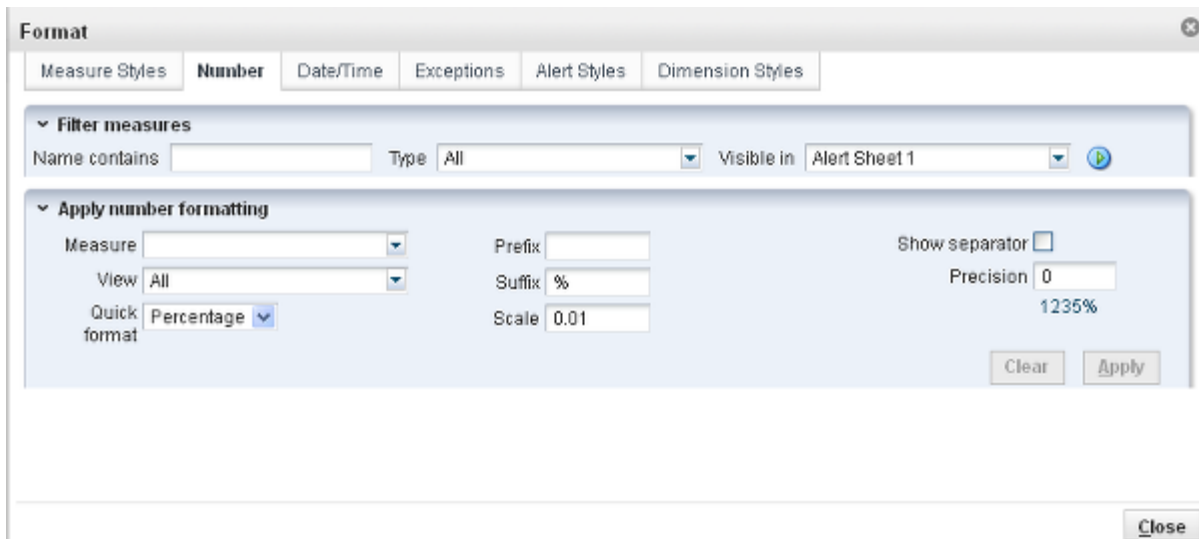 Format
Measure Styles Number Date/Time Exceptions Alert Styles Dimension Styles
Filter measures
Name contains Type All Visible in Alert Sheet 1
Apply number formatting
Measure Prefix Show separator
View All Suffix % Precision 0
1235%
Quick format Percentage Scale 0.01
Clear Apply
Close